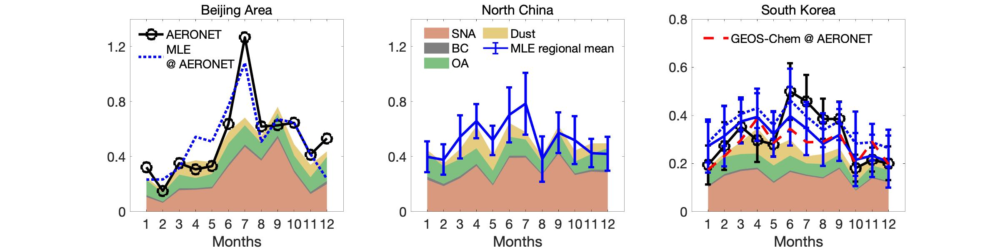 Beijing Area
AERONET
MLE
@ AERONET
1.2
0.8
0.4
0
1 2 3 4 5 6 7 8 9 10 11 12
Months
North China
SNA
Dust
BC
MLE regional mean
OA
1.2
0.8
0.4
0
1 2 3 4 5 6 7 8 9 10 11 12
Months
South Korea
GEOS-Chem @ AERONET
0.8
0.6
0.4
0.2
0
1 2 3 4 5 6 7 8 9 10 11 12
Months